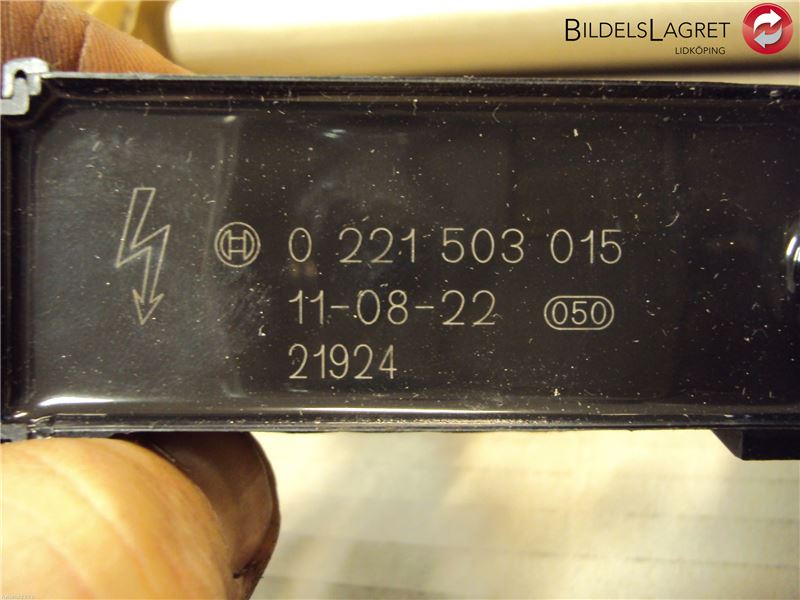 BILDELSLAGRET
LIDKÖPING
H 0 221 503 015
11-08-22 050
21924